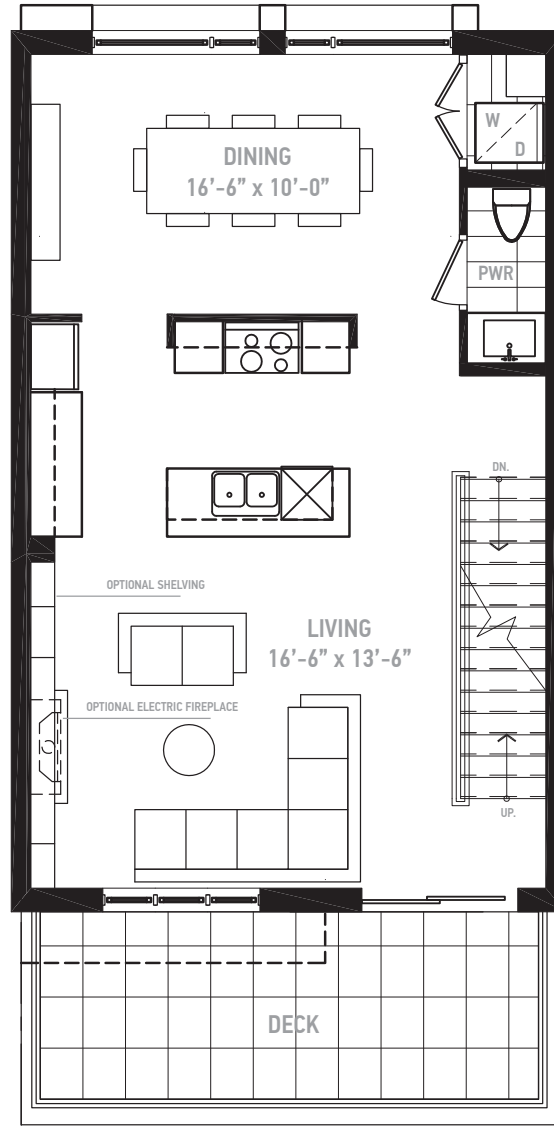 W
D
DINING
16’-6” x 10’-0”
PWR
DN.
OPTIONAL SHELVING
LIVING
16’-6” x 13’-6”
OPTIONAL ELECTRIC FIREPLACE
UP.
DECK